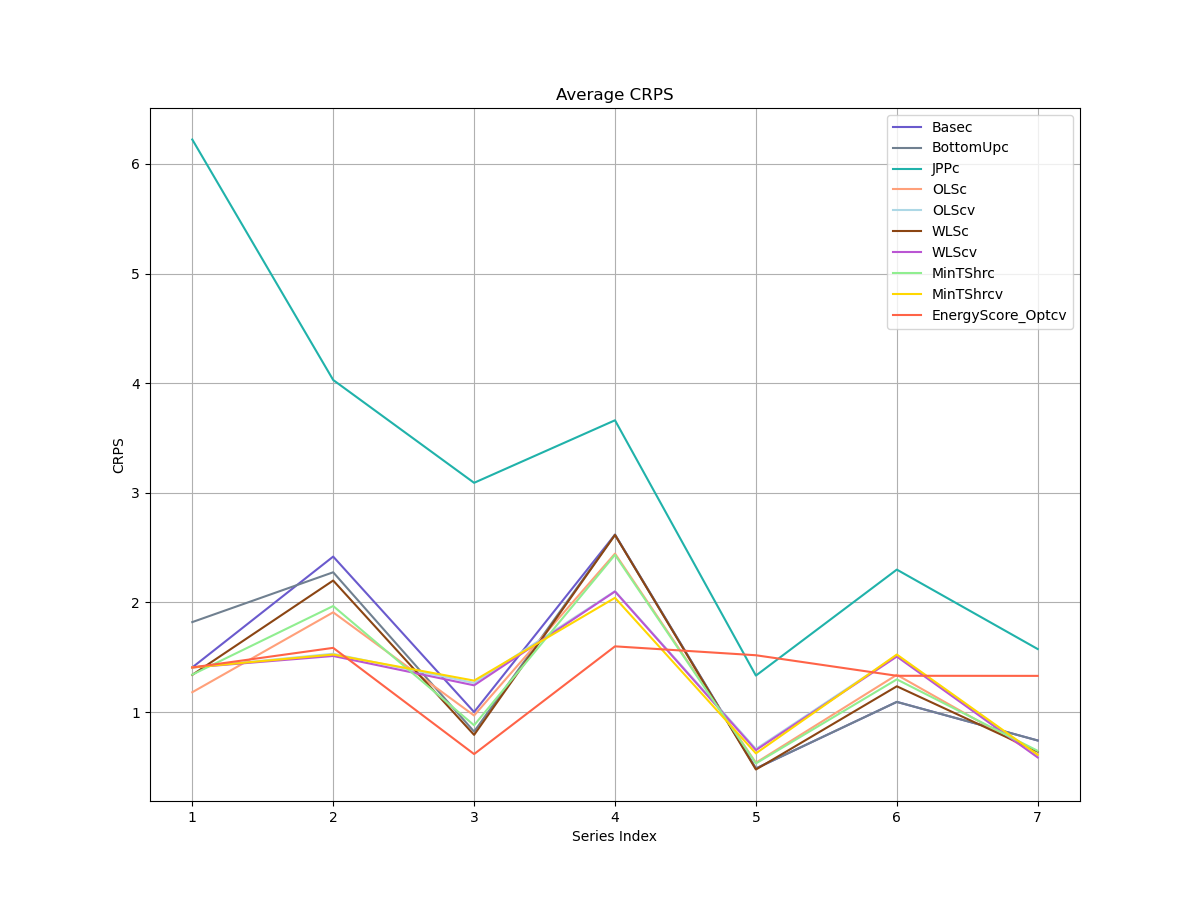 Average CRPS
Basec
BottomUpc
JPPc
OLSc
OLScv
WLSc
WLScv
MinTShrc
MinTShrcv
EnergyScore_Optcv
6
5
4
3
2
1
CRPS
1 2 3 4 5 6 7
Series Index